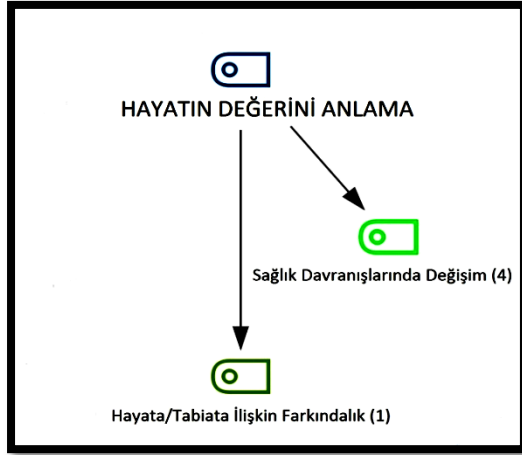 HAYATIN DEĞERİNİ ANLAMA
Sağlık Davranışlarında Değişim (4)
Hayata/Tabiata İlişkin Farkındalık (1)